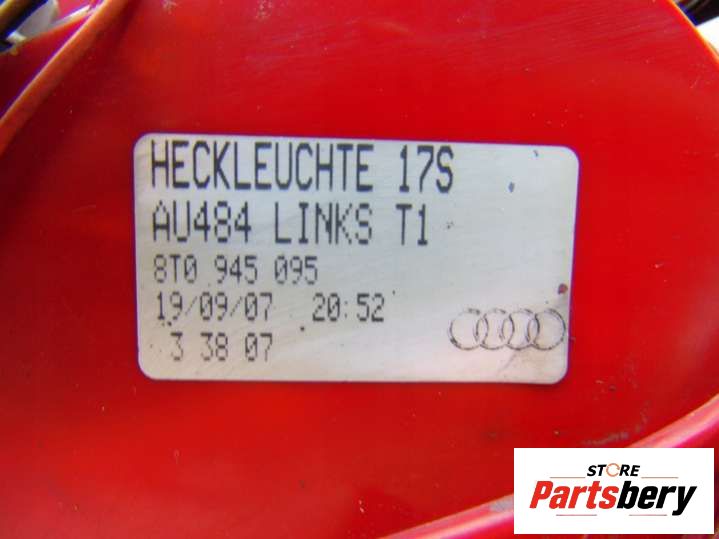 HECKLEUCHTE 17S
AU484 LINKS T1
8T0 945 095
19/09/07 20:52
3 38 07
STORE
Partsbery